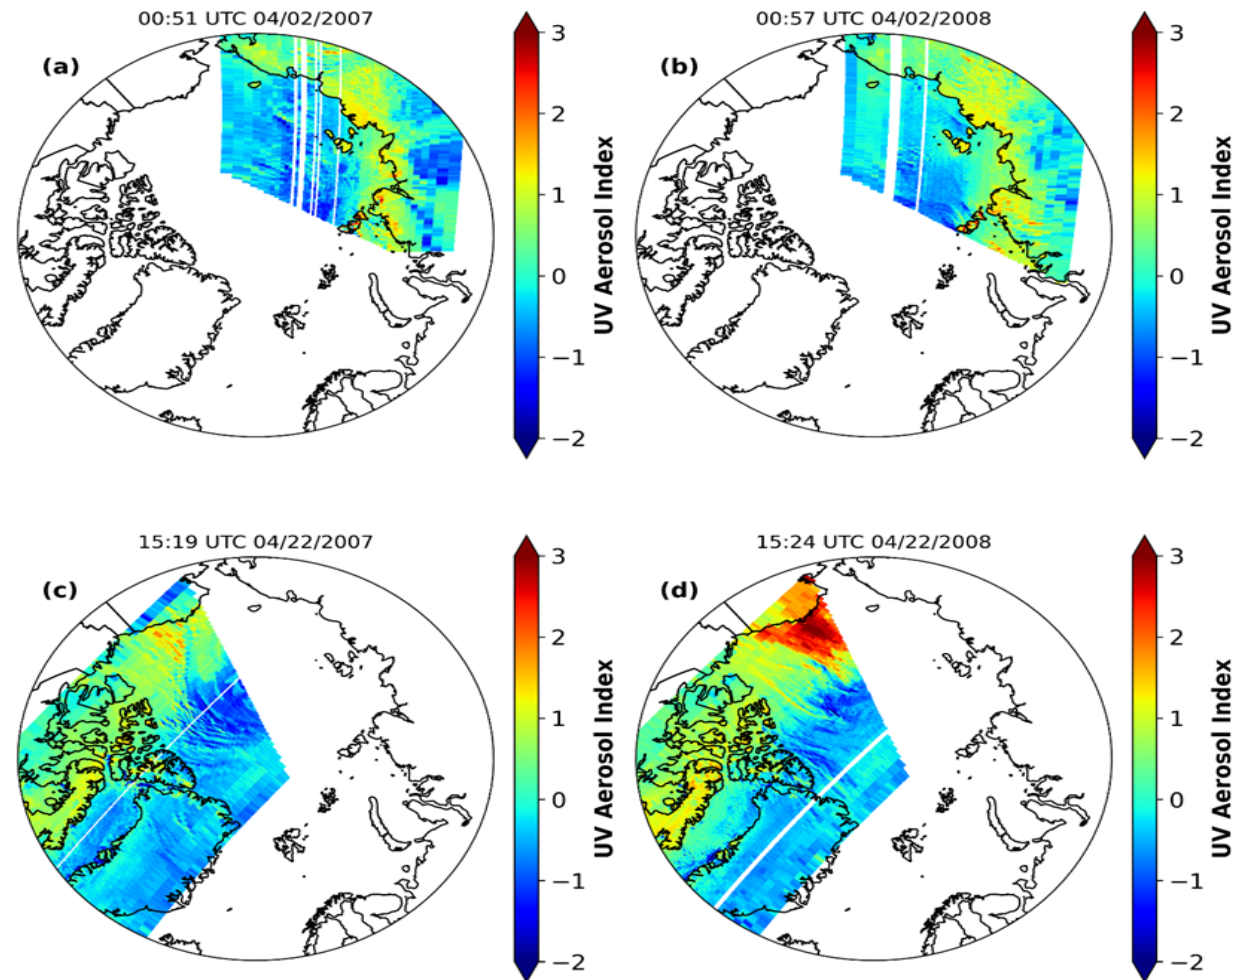 00:51 UTC 04/02/2007
(a)
3
2
1
0
−1
−2
UV Aerosol Index
00:57 UTC 04/02/2008
(b)
3
2
1
0
−1
−2
UV Aerosol Index
15:19 UTC 04/22/2007
(c)
3
2
1
0
−1
−2
UV Aerosol Index
15:24 UTC 04/22/2008
(d)
3
2
1
0
−1
−2
UV Aerosol Index